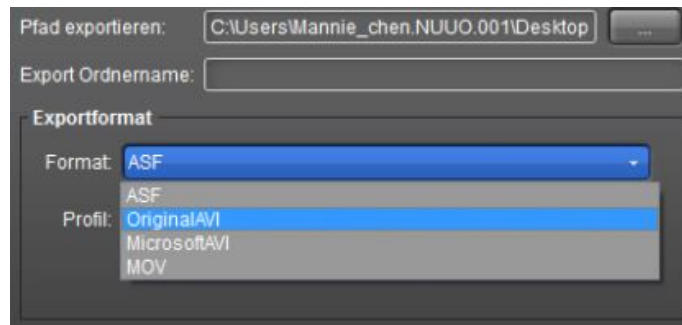 Pfad exportieren: C:\Users\Mannie_chen.NUUO.001\Desktop ...
Export Ordnername:
Exportformat
Format: ASF
ASF
Profil: OriginalAVI
MicrosoftAVI
MOV